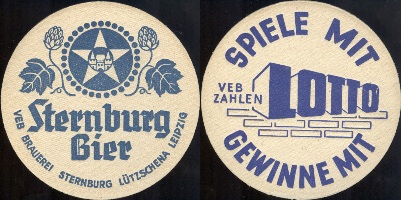 Sternburg
Bier
VEB BRAUEREI STERNBURG LÜTZSCHENA LEIPZIG
SPIELE MIT
VEB
ZAHLEN
LOTTO
GEWINNE MIT